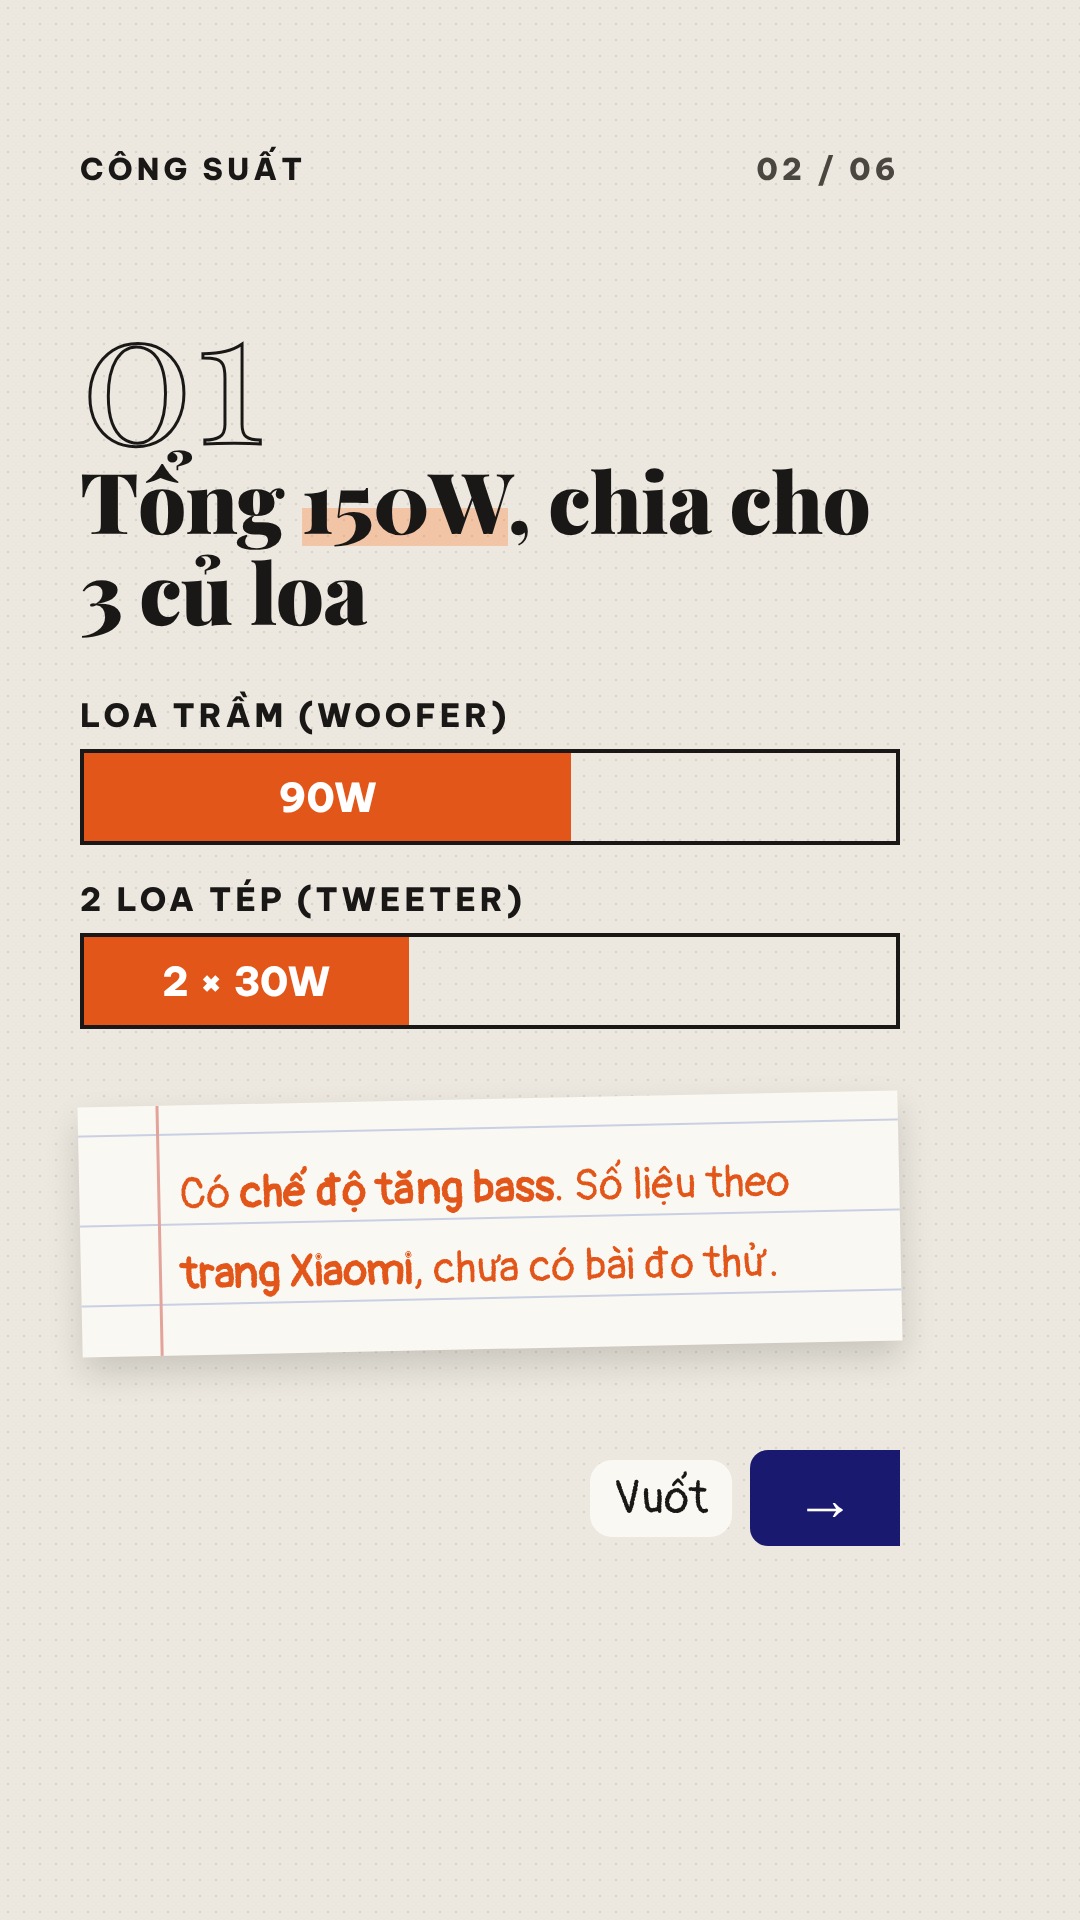 CÔNG SUẤT
02 / 06
01
Tổng 150W, chia cho
3 củ loa
LOA TRẦM (WOOFER)
90W
2 LOA TÉP (TWEETER)
2 × 30W
Có chế độ tăng bass. Số liệu theo
trang Xiaomi, chưa có bài đo thử.
Vuốt →